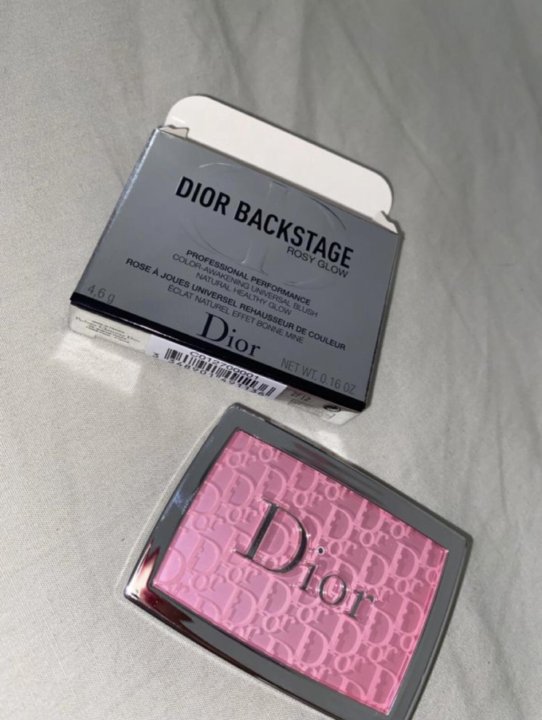 DIOR BACKSTAGE
ROSY GLOW
PROFESSIONAL PERFORMANCE
COLOR-AWAKENING UNIVERSAL BLUSH
NATURAL HEALTHY GLOW
ROSE À JOUES UNIVERSEL REHAUSSEUR DE COULEUR
ÉCLAT NATUREL EFFET BONNE MINE
4.6 g
Dior
NET WT. 0.16 OZ
C012700001
Dior